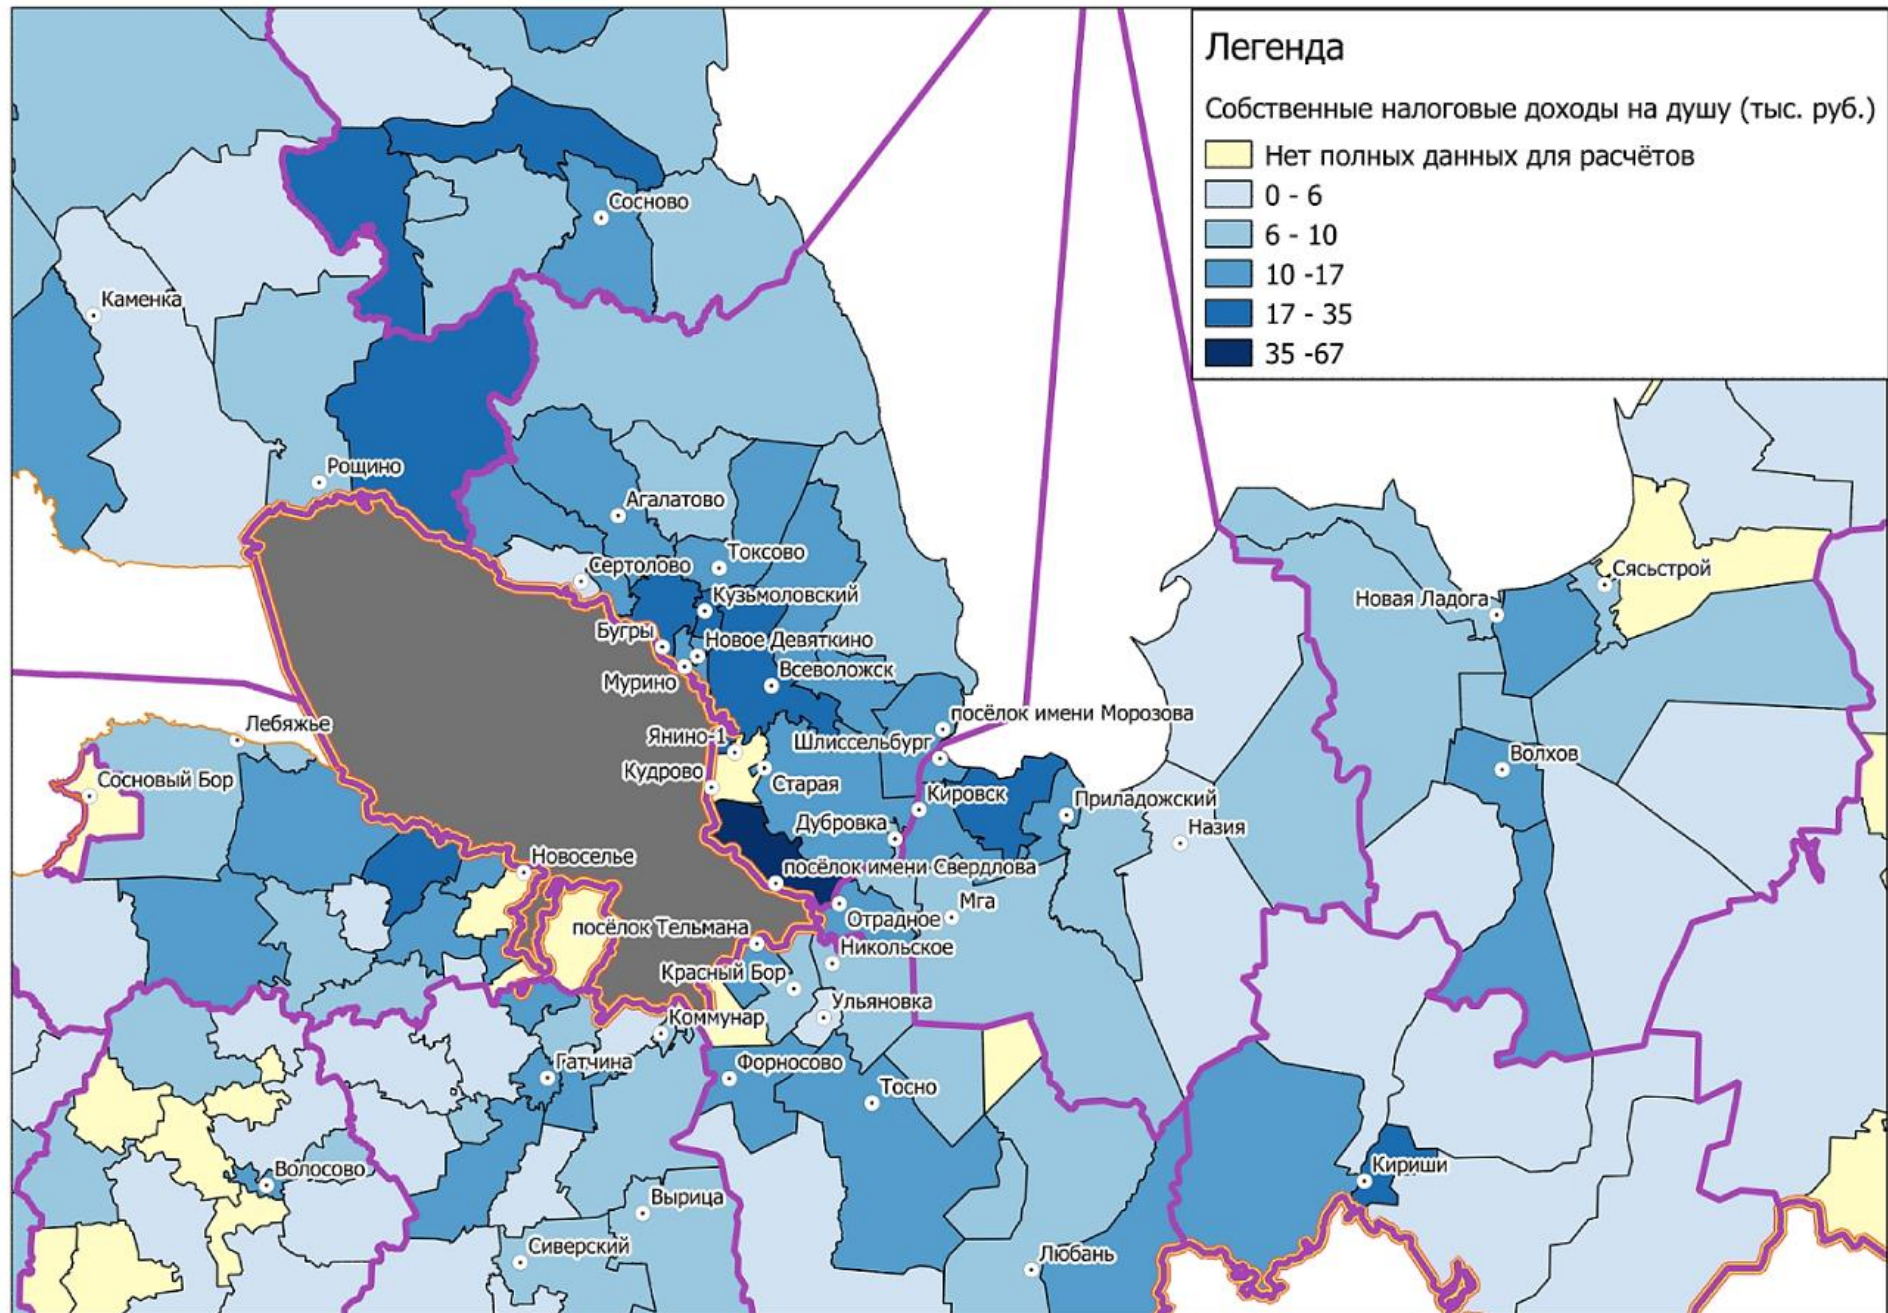 Легенда
Собственные налоговые доходы на душу (тыс. руб.)
Нет полных данных для расчётов
0 - 6
6 - 10
10 -17
17 - 35
35 -67
Сосново
Каменка
Рощино
Агалатово
Токсово
Сертолово
Кузьмоловский
Бугры
Новое Девяткино
Мурино
Всеволожск
Сясьстрой
Новая Ладога
посёлок имени Морозова
Лебяжье
Янино-1
Шлиссельбург
Волхов
Кудрово
Старая
Сосновый Бор
Кировск
Приладожский
Дубровка
Назия
Новоселье
посёлок имени Свердлова
Мга
Отрадное
посёлок Тельмана
Никольское
Красный Бор
Ульяновка
Коммунар
Гатчина
Форносово
Тосно
Волосово
Кириши
Вырица
Сиверский
Любань